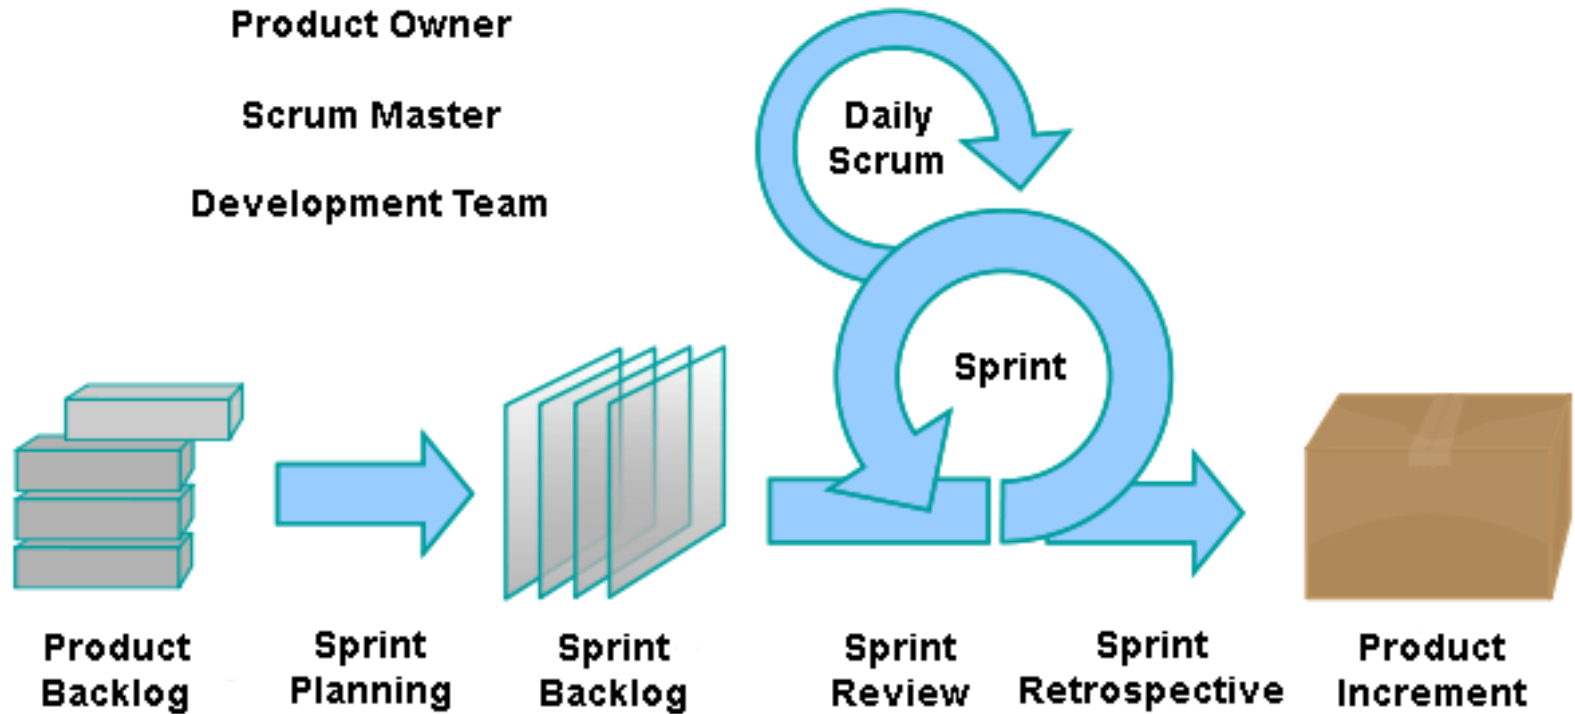 Product Owner
Scrum Master
Development Team
Daily
Scrum
Sprint
Product
Backlog
Sprint
Planning
Sprint
Backlog
Sprint
Review
Sprint
Retrospective
Product
Increment